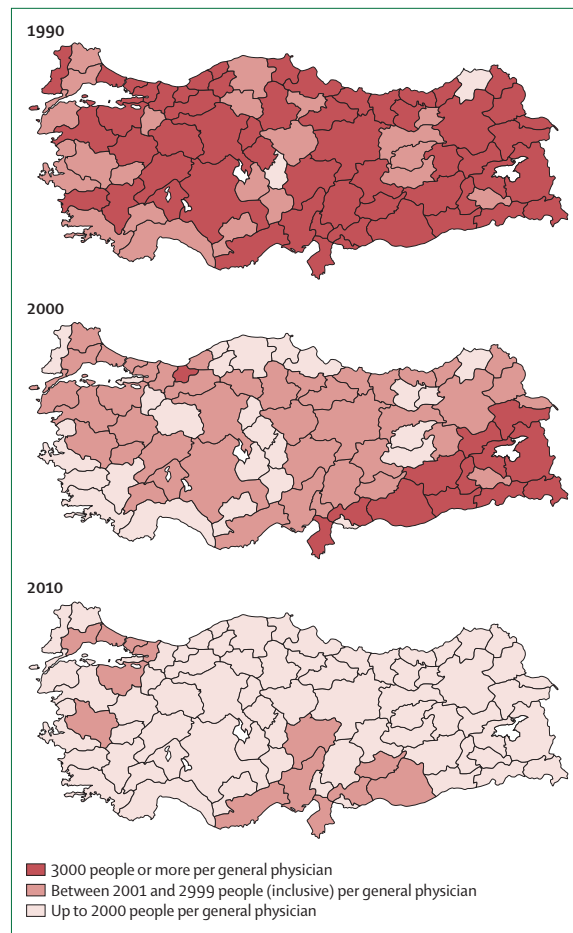 1990
2000
2010
3000 people or more per general physician
Between 2001 and 2999 people (inclusive) per general physician
Up to 2000 people per general physician